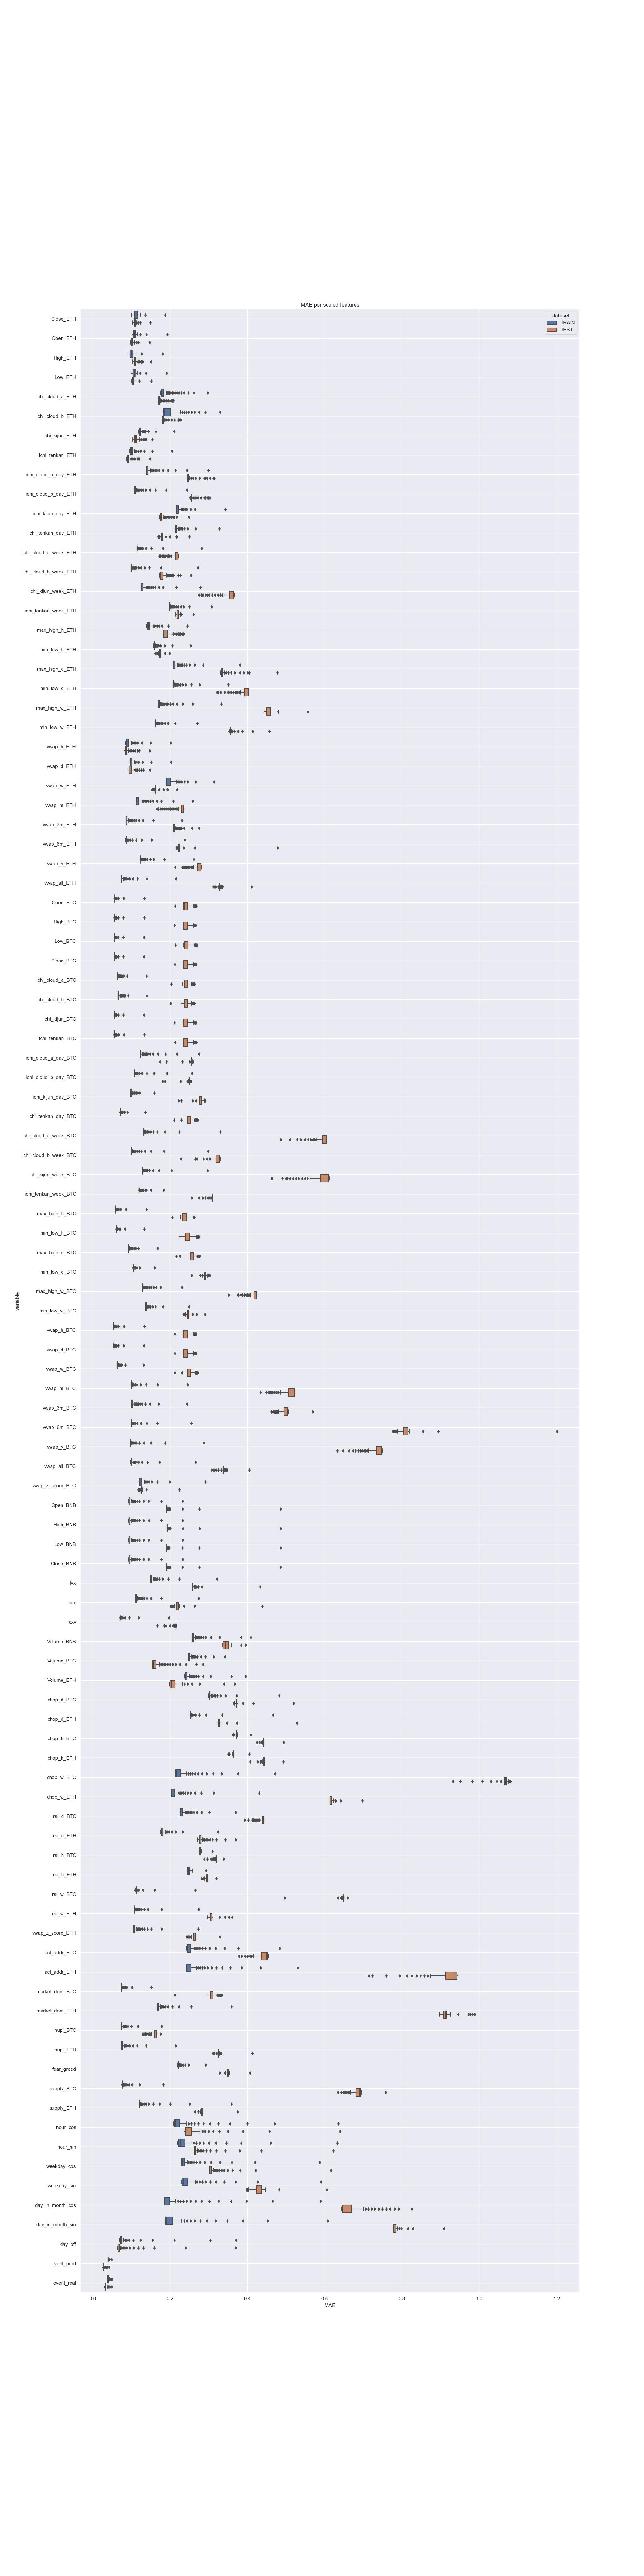 MAE per scaled features
dataset
TRAIN
TEST
Close_ETH
Open_ETH
High_ETH
Low_ETH
ichi_cloud_a_ETH
ichi_cloud_b_ETH
ichi_kijun_ETH
ichi_tenkan_ETH
ichi_cloud_a_day_ETH
ichi_cloud_b_day_ETH
ichi_kijun_day_ETH
ichi_tenkan_day_ETH
ichi_cloud_a_week_ETH
ichi_cloud_b_week_ETH
ichi_kijun_week_ETH
ichi_tenkan_week_ETH
max_high_h_ETH
min_low_h_ETH
max_high_d_ETH
min_low_d_ETH
max_high_w_ETH
min_low_w_ETH
vwap_h_ETH
vwap_d_ETH
vwap_w_ETH
vwap_m_ETH
vwap_3m_ETH
vwap_6m_ETH
vwap_y_ETH
vwap_all_ETH
Open_BTC
High_BTC
Low_BTC
Close_BTC
ichi_cloud_a_BTC
ichi_cloud_b_BTC
ichi_kijun_BTC
ichi_tenkan_BTC
ichi_cloud_a_day_BTC
ichi_cloud_b_day_BTC
ichi_kijun_day_BTC
ichi_tenkan_day_BTC
ichi_cloud_a_week_BTC
ichi_cloud_b_week_BTC
ichi_kijun_week_BTC
ichi_tenkan_week_BTC
max_high_h_BTC
min_low_h_BTC
max_high_d_BTC
min_low_d_BTC
max_high_w_BTC
variable
min_low_w_BTC
vwap_h_BTC
vwap_d_BTC
vwap_w_BTC
vwap_m_BTC
vwap_3m_BTC
vwap_6m_BTC
vwap_y_BTC
vwap_all_BTC
vwap_z_score_BTC
Open_BNB
High_BNB
Low_BNB
Close_BNB
spx
dxy
Volume_BNB
Volume_BTC
Volume_ETH
chop_d_BTC
chop_d_ETH
chop_h_BTC
chop_h_ETH
chop_w_BTC
chop_w_ETH
rsi_d_BTC
rsi_d_ETH
rsi_h_BTC
rsi_h_ETH
rsi_w_BTC
rsi_w_ETH
vwap_z_score_ETH
act_addr_BTC
act_addr_ETH
market_dom_BTC
market_dom_ETH
nupl_BTC
nupl_ETH
fear_greed
supply_BTC
supply_ETH
hour_cos
hour_sin
weekday_cos
weekday_sin
day_in_month_cos
day_in_month_sin
day_off
event_pred
event_real
0.0 0.2 0.4 0.6 0.8 1.0 1.2
MAE